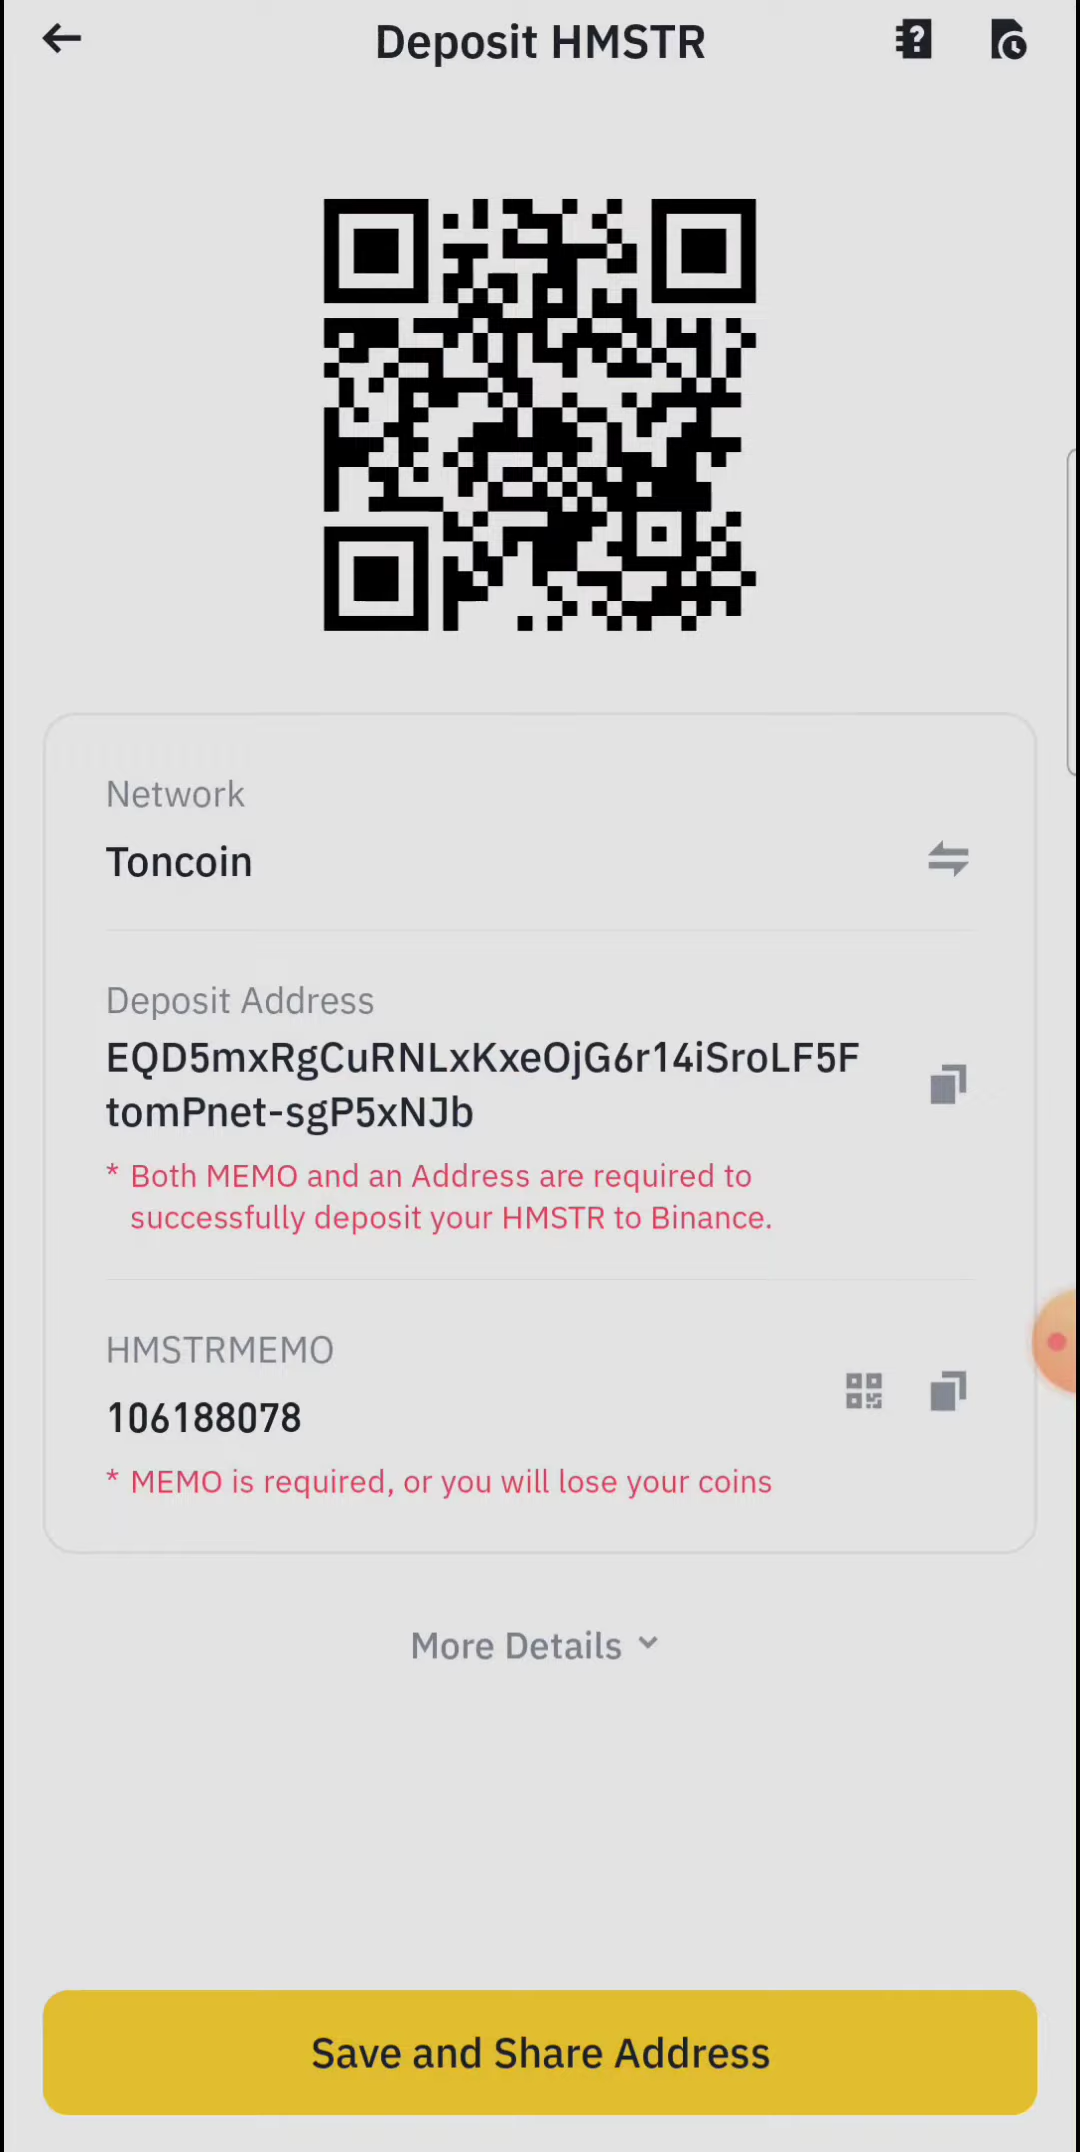 Deposit HMSTR
Network
Toncoin
Deposit Address
EQD5mxRgCuRNLxKxeOjG6r14iSroLF5F
tomPnet-sgP5xNJb
* Both MEMO and an Address are required to
successfully deposit your HMSTR to Binance.
HMSTRMEMO
106188078
* MEMO is required, or you will lose your coins
More Details
Save and Share Address